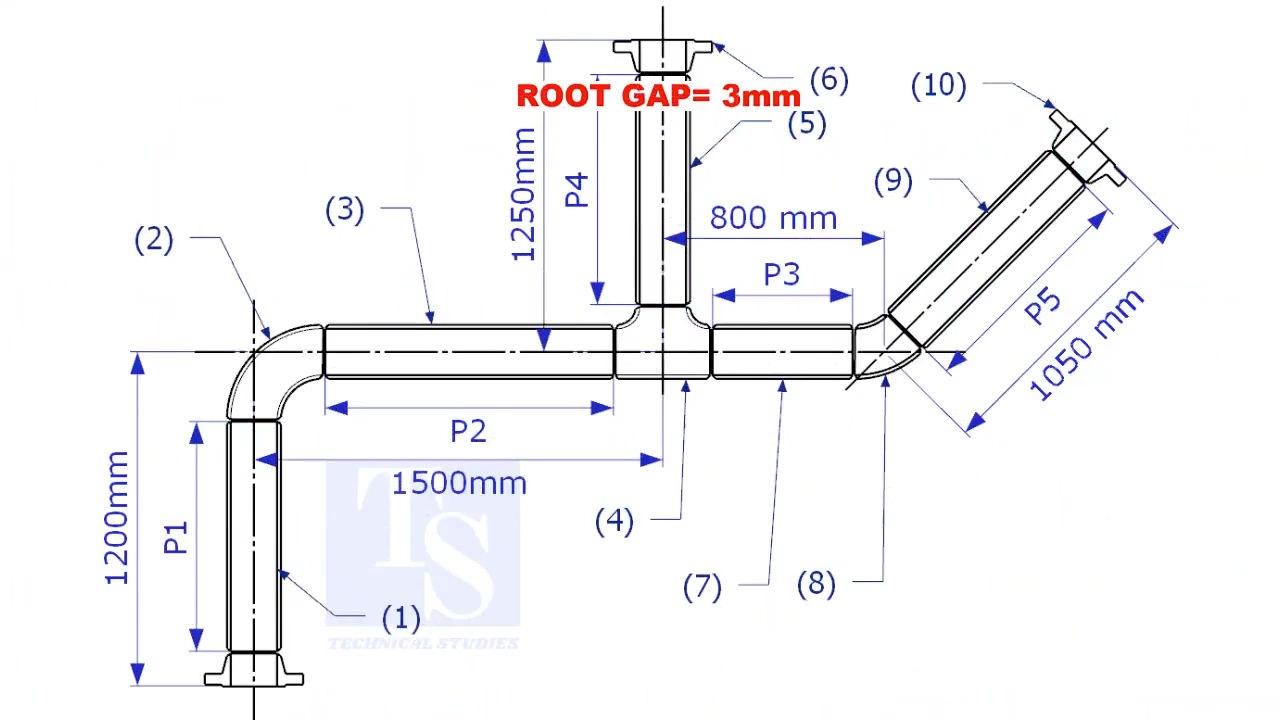 (6)
ROOT GAP= 3mm
(10)
(5)
(9)
(3)
(2)
1250mm
P4
800 mm
P3
P5
1050 mm
P2
1500mm
(4)
1200mm
P1
(7)
(8)
(1)
TS
TECHNICAL STUDIES